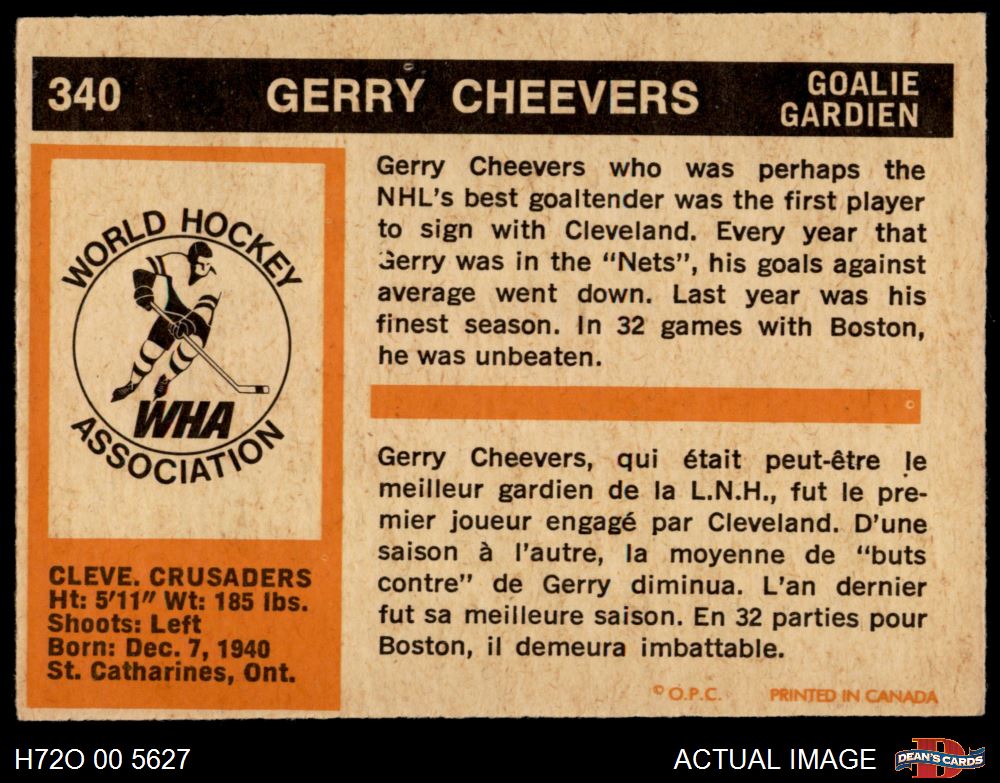 340
GERRY CHEEVERS
GOALIE
GARDIEN
WORLD HOCKEY
WHA
ASSOCIATION
CLEVE. CRUSADERS
Ht: 5'11" Wt: 185 lbs.
Shoots: Left
Born: Dec. 7, 1940
St. Catharines, Ont.
Gerry Cheevers who was perhaps the
NHL's best goaltender was the first player
to sign with Cleveland. Every year that
Gerry was in the “Nets”, his goals against
average went down. Last year was his
finest season. In 32 games with Boston,
he was unbeaten.
Gerry Cheevers, qui était peut-être le
meilleur gardien de la L.N.H., fut le pre-
mier joueur engagé par Cleveland. D'une
saison à l'autre, la moyenne de “buts
contre” de Gerry diminua. L'an dernier
fut sa meilleure saison. En 32 parties pour
Boston, il demeura imbattable.
© O.P.C.
PRINTED IN CANADA
H72O 00 5627
ACTUAL IMAGE
D
DEAN'S CARDS